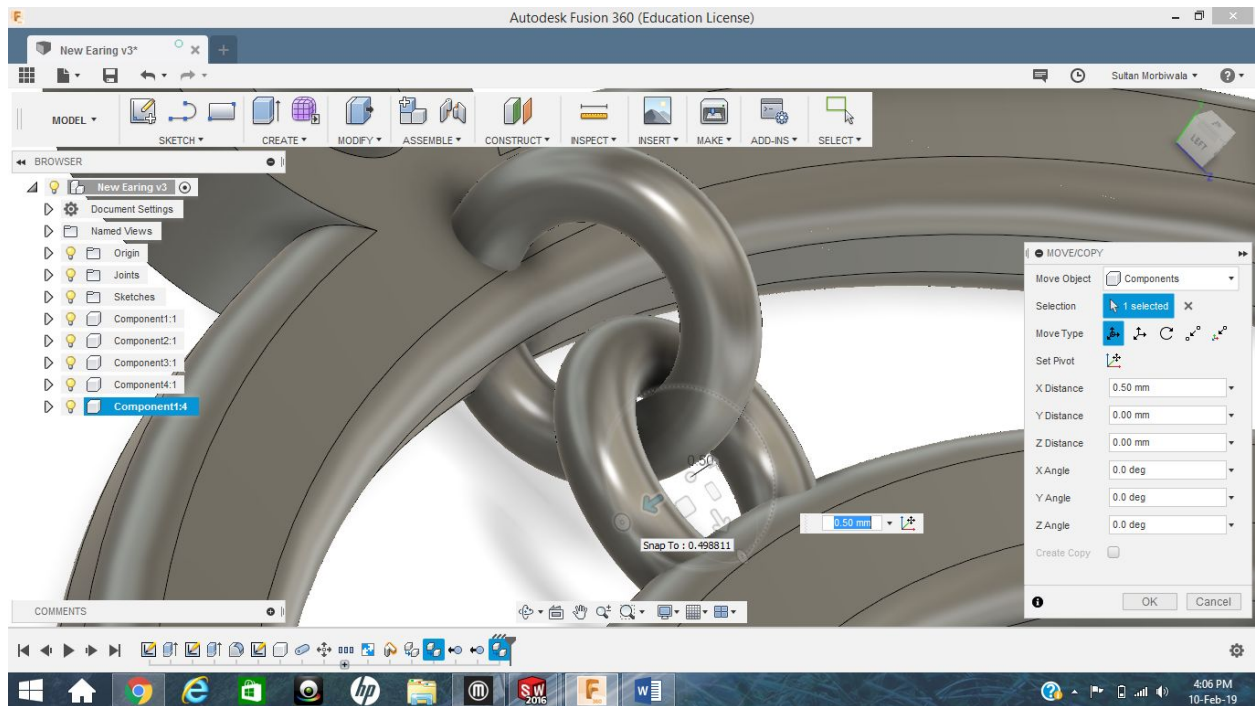 Autodesk Fusion 360 (Education License)
New Earing v3*
Sultan Morbiwala
MODEL
SKETCH
CREATE
MODIFY
ASSEMBLE
CONSTRUCT
INSPECT
INSERT
MAKE
ADD-INS
SELECT
BROWSER
New Earing v3
Document Settings
Named Views
Origin
Joints
Sketches
Component1:1
Component2:1
Component3:1
Component4:1
Component1:4
LEFT
MOVE/COPY
Move Object Components
Selection 1 selected
Move Type
Set Pivot
X Distance 0.50 mm
Y Distance 0.00 mm
Z Distance 0.00 mm
X Angle 0.0 deg
Y Angle 0.0 deg
Z Angle 0.0 deg
Create Copy
OK Cancel
0.50
0.50 mm
Snap To : 0.498811
COMMENTS
SW
2016
4:06 PM
10-Feb-19